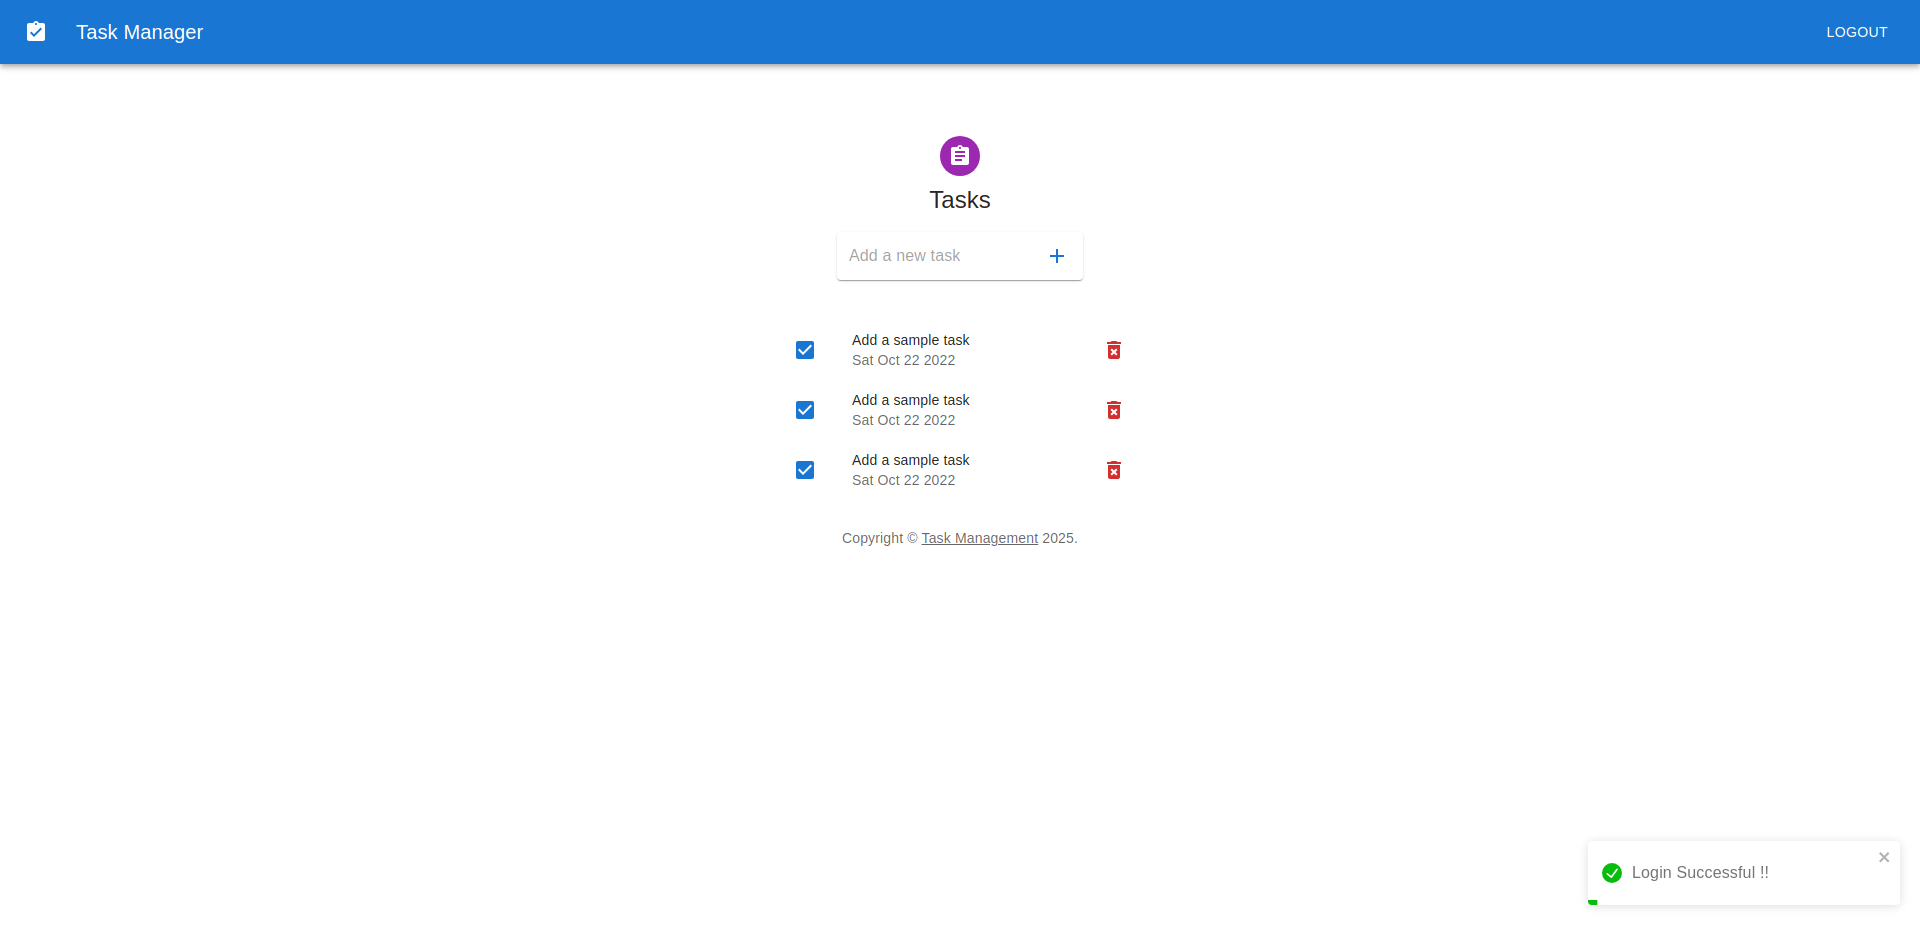 Task Manager
LOGOUT
Tasks
Add a new task
Add a sample task
Sat Oct 22 2022
Add a sample task
Sat Oct 22 2022
Add a sample task
Sat Oct 22 2022
Copyright © Task Management 2025.
Login Successful !!